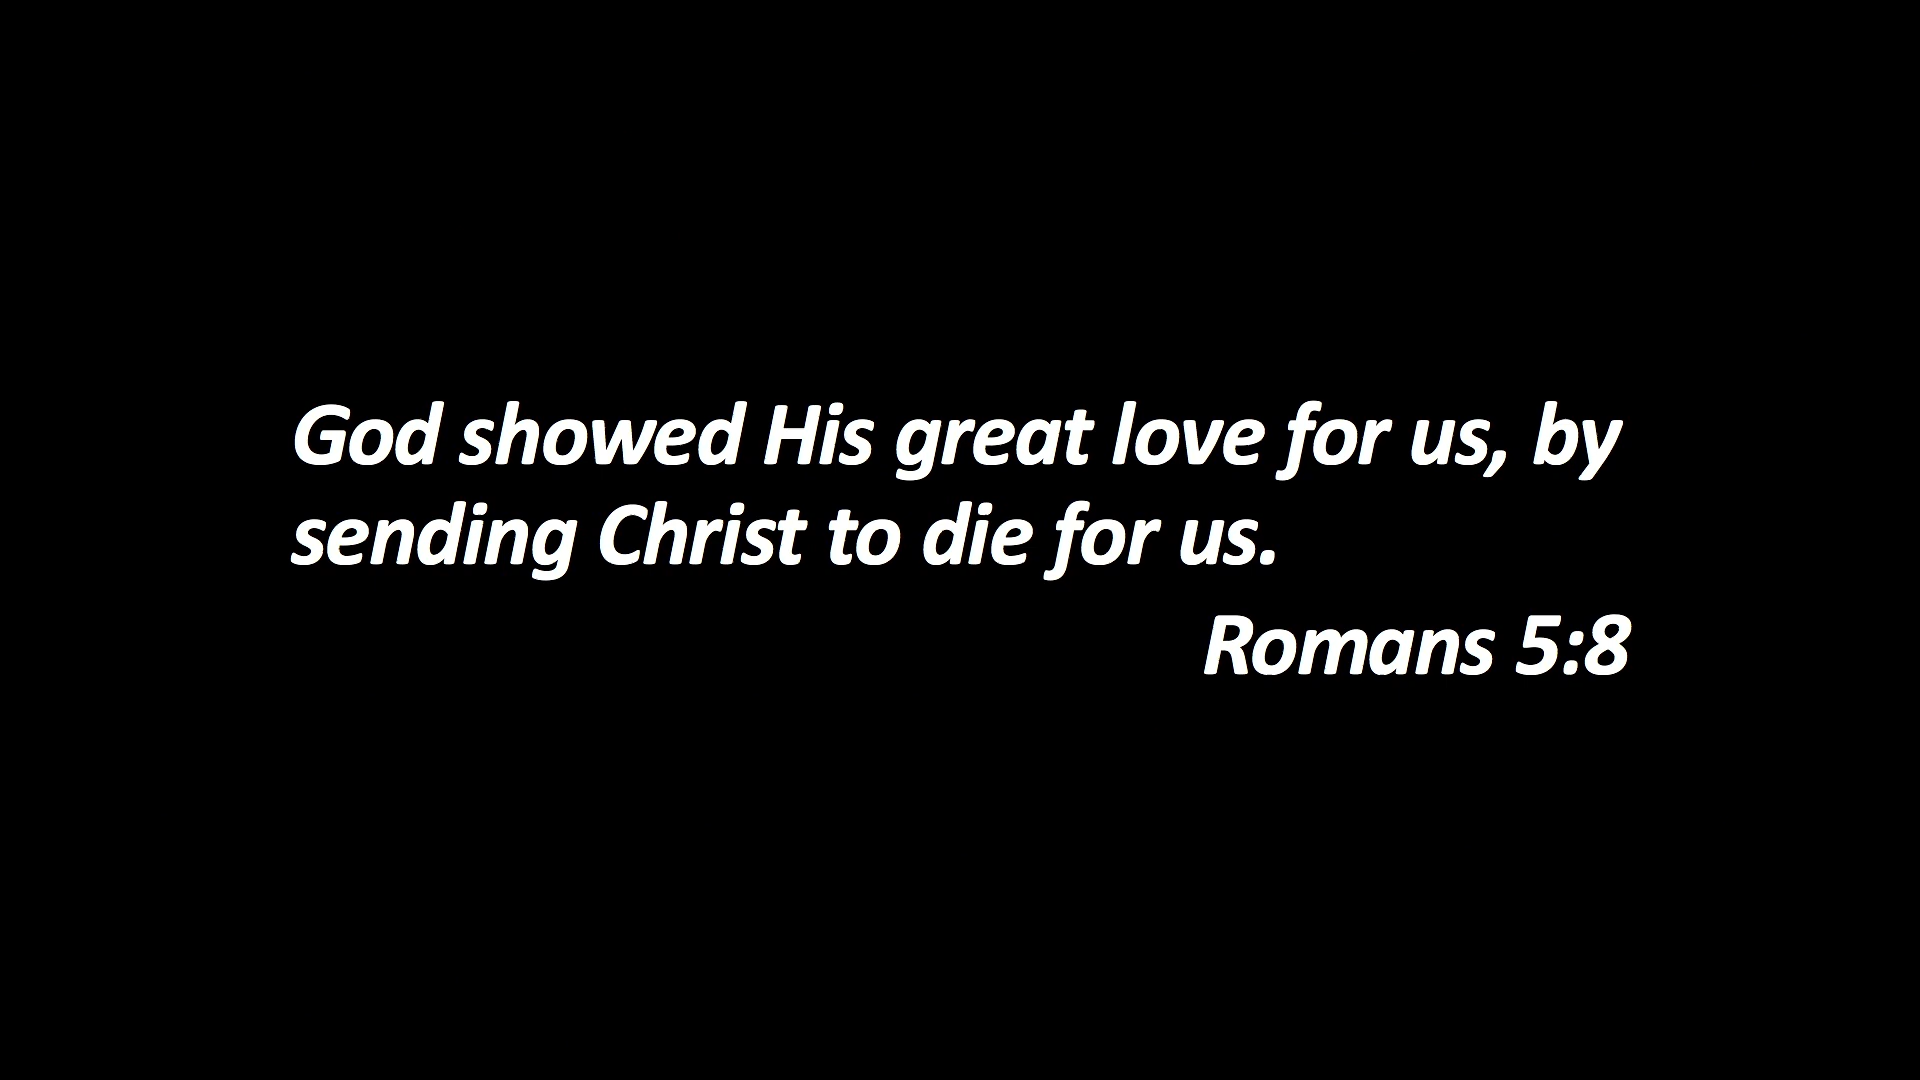 God showed His great love for us, by
sending Christ to die for us.
Romans 5:8